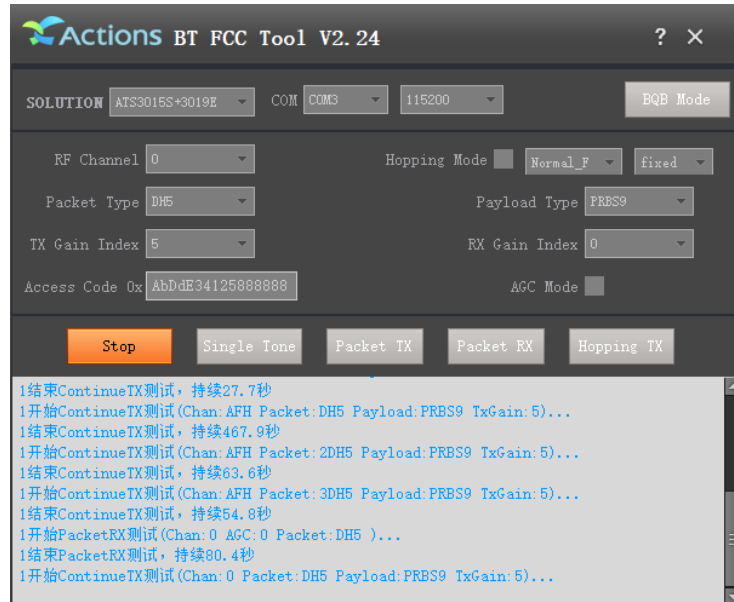 Actions BT FCC Tool V2.24 ? ×
SOLUTION ATS3015S+3019E COM COM3 115200 BQB Mode
RF Channel 0 Hopping Mode Normal_F fixed
Packet Type DH5 Payload Type PRBS9
TX Gain Index 5 RX Gain Index 0
Access Code 0x AbDdE34125888888 AGC Mode
Stop Single Tone Packet TX Packet RX Hopping TX
1结束ContinueTX测试，持续27.7秒
1开始ContinueTX测试(Chan:AFH Packet:DH5 Payload:PRBS9 TxGain:5)...
1结束ContinueTX测试，持续467.9秒
1开始ContinueTX测试(Chan:AFH Packet:2DH5 Payload:PRBS9 TxGain:5)...
1结束ContinueTX测试，持续63.6秒
1开始ContinueTX测试(Chan:AFH Packet:3DH5 Payload:PRBS9 TxGain:5)...
1结束ContinueTX测试，持续54.8秒
1开始PacketRX测试(Chan:0 AGC:0 Packet:DH5 )...
1结束PacketRX测试，持续80.4秒
1开始ContinueTX测试(Chan:0 Packet:DH5 Payload:PRBS9 TxGain:5)...